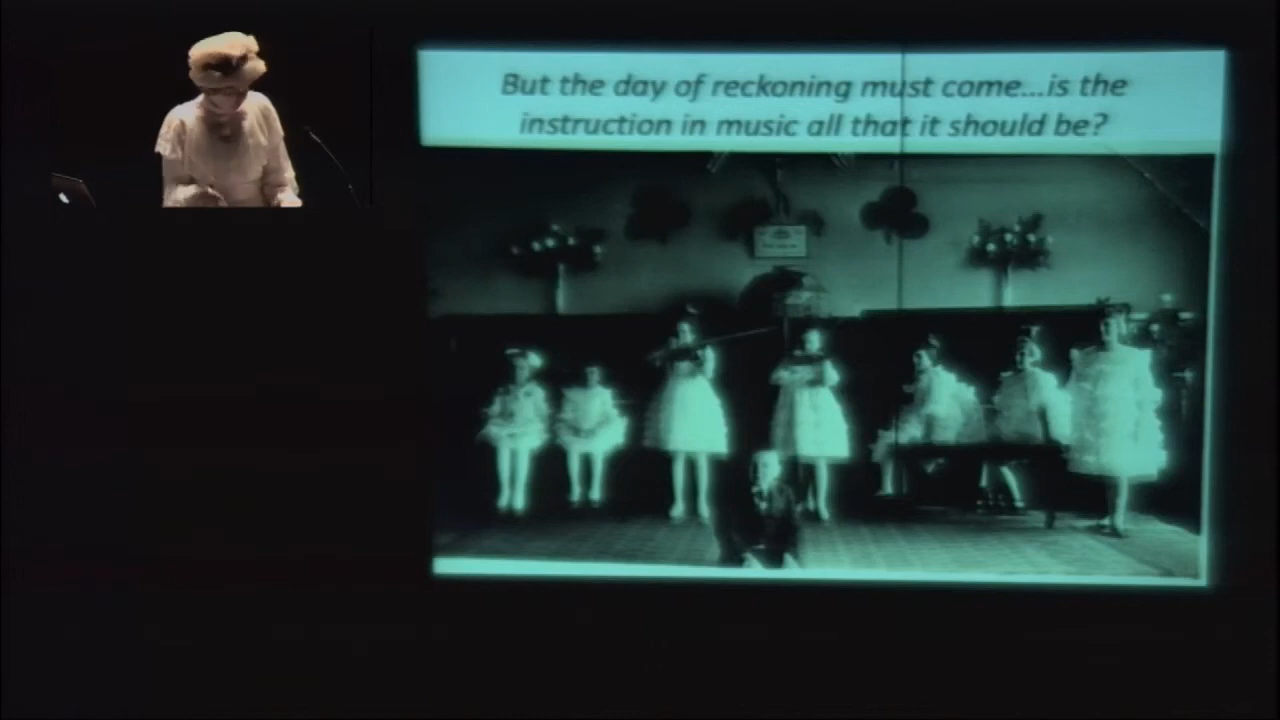 But the day of reckoning must come...is the
instruction in music all that it should be?